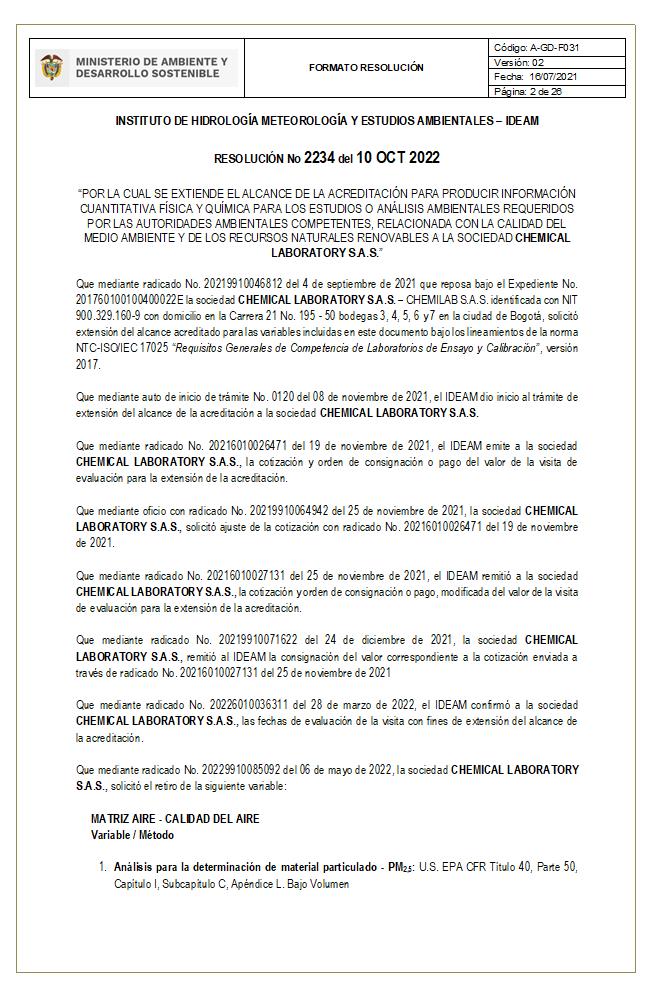 MINISTERIO DE AMBIENTE Y
DESARROLLO SOSTENIBLE
FORMATO RESOLUCIÓN
Código: A-GD-F031
Versión: 02
Fecha: 16/07/2021
Página: 2 de 26
INSTITUTO DE HIDROLOGÍA METEOROLOGÍA Y ESTUDIOS AMBIENTALES – IDEAM
RESOLUCIÓN No 2234 del 10 OCT 2022
“POR LA CUAL SE EXTIENDE EL ALCANCE DE LA ACREDITACIÓN PARA PRODUCIR INFORMACIÓN
CUANTITATIVA FÍSICA Y QUÍMICA PARA LOS ESTUDIOS O ANÁLISIS AMBIENTALES REQUERIDOS
POR LAS AUTORIDADES AMBIENTALES COMPETENTES, RELACIONADA CON LA CALIDAD DEL
MEDIO AMBIENTE Y DE LOS RECURSOS NATURALES RENOVABLES A LA SOCIEDAD CHEMICAL
LABORATORY S.A.S.”
Que mediante radicado No. 20219910046812 del 4 de septiembre de 2021 que reposa bajo el Expediente No.
201760100100400022E la sociedad CHEMICAL LABORATORY S.A.S. – CHEMILAB S.A.S. identificada con NIT
900.329.160-9 con domicilio en la Carrera 21 No. 195 - 50 bodegas 3, 4, 5, 6 y7 en la ciudad de Bogotá, solicitó
extensión del alcance acreditado para las variables incluidas en este documento bajo los lineamientos de la norma
NTC-ISO/IEC 17025 “Requisitos Generales de Competencia de Laboratorios de Ensayo y Calibración”, versión
2017.
Que mediante auto de inicio de trámite No. 0120 del 08 de noviembre de 2021, el IDEAM dio inicio al trámite de
extensión del alcance de la acreditación a la sociedad CHEMICAL LABORATORY S.A.S.
Que mediante radicado No. 20216010026471 del 19 de noviembre de 2021, el IDEAM emite a la sociedad
CHEMICAL LABORATORY S.A.S., la cotización y orden de consignación o pago del valor de la visita de
evaluación para la extensión de la acreditación.
Que mediante oficio con radicado No. 20219910064942 del 25 de noviembre de 2021, la sociedad CHEMICAL
LABORATORY S.A.S., solicitó ajuste de la cotización con radicado No. 20216010026471 del 19 de noviembre
de 2021.
Que mediante radicado No. 20216010027131 del 25 de noviembre de 2021, el IDEAM remitió a la sociedad
CHEMICAL LABORATORY S.A.S., la cotización y orden de consignación o pago, modificada del valor de la visita
de evaluación para la extensión de la acreditación.
Que mediante radicado No. 20219910071622 del 24 de diciembre de 2021, la sociedad CHEMICAL
LABORATORY S.A.S., remitió al IDEAM la consignación del valor correspondiente a la cotización enviada a
través de radicado No. 20216010027131 del 25 de noviembre de 2021
Que mediante radicado No. 20226010036311 del 28 de marzo de 2022, el IDEAM confirmó a la sociedad
CHEMICAL LABORATORY S.A.S., las fechas de evaluación de la visita con fines de extensión del alcance de
la acreditación.
Que mediante radicado No. 20229910085092 del 06 de mayo de 2022, la sociedad CHEMICAL LABORATORY
S.A.S., solicitó el retiro de la siguiente variable:
MATRIZ AIRE - CALIDAD DEL AIRE
Variable / Método
1. Análisis para la determinación de material particulado - PM2,5: U.S. EPA CFR Título 40, Parte 50,
Capítulo I, Subcapítulo C, Apéndice L. Bajo Volumen